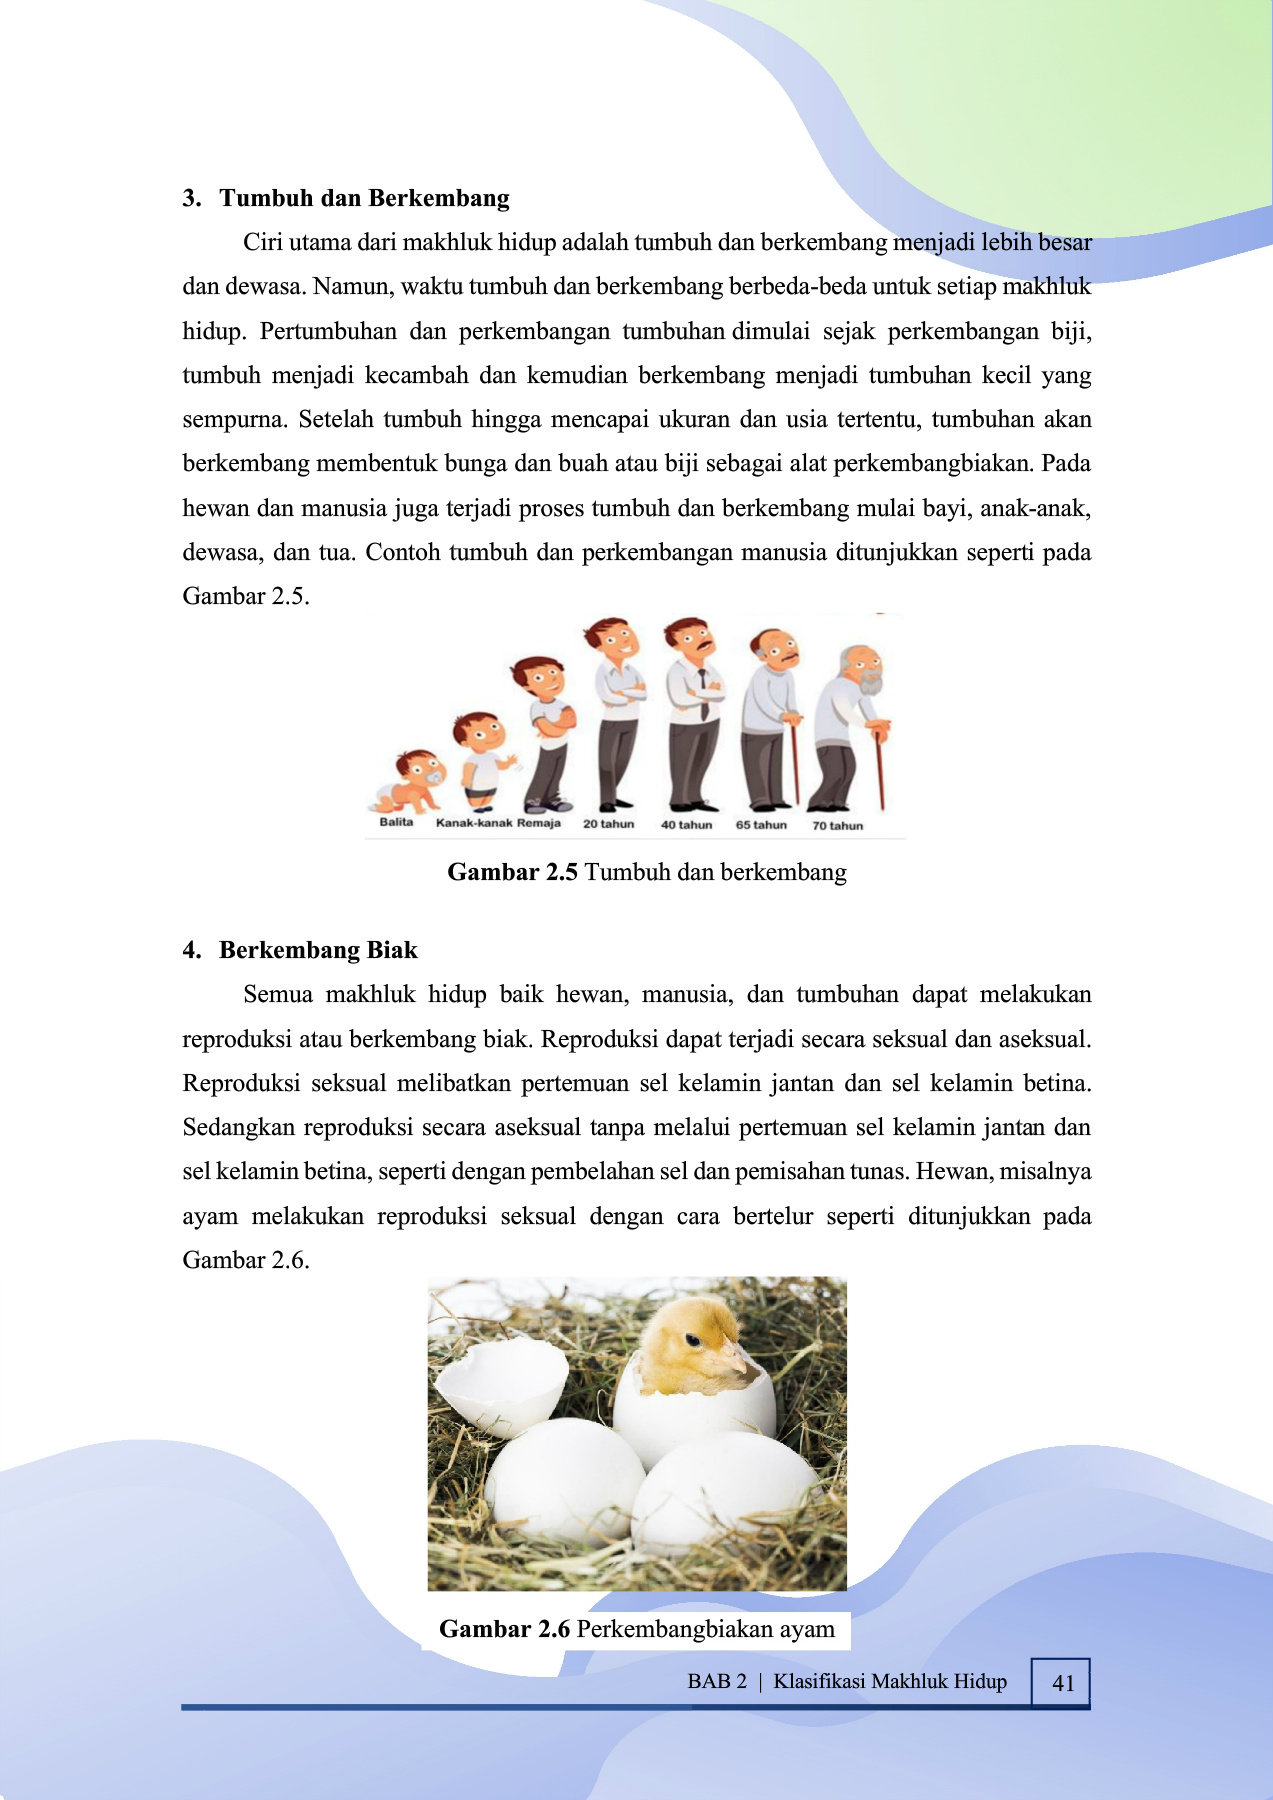 3. Tumbuh dan Berkembang
Ciri utama dari makhluk hidup adalah tumbuh dan berkembang menjadi lebih besar
dan dewasa. Namun, waktu tumbuh dan berkembang berbeda-beda untuk setiap makhluk
hidup. Pertumbuhan dan perkembangan tumbuhan dimulai sejak perkembangan biji,
tumbuh menjadi kecambah dan kemudian berkembang menjadi tumbuhan kecil yang
sempurna. Setelah tumbuh hingga mencapai ukuran dan usia tertentu, tumbuhan akan
berkembang membentuk bunga dan buah atau biji sebagai alat perkembangbiakan. Pada
hewan dan manusia juga terjadi proses tumbuh dan berkembang mulai bayi, anak-anak,
dewasa, dan tua. Contoh tumbuh dan perkembangan manusia ditunjukkan seperti pada
Gambar 2.5.
Balita Kanak-kanak Remaja 20 tahun 40 tahun 65 tahun 70 tahun
Gambar 2.5 Tumbuh dan berkembang
4. Berkembang Biak
Semua makhluk hidup baik hewan, manusia, dan tumbuhan dapat melakukan
reproduksi atau berkembang biak. Reproduksi dapat terjadi secara seksual dan aseksual.
Reproduksi seksual melibatkan pertemuan sel kelamin jantan dan sel kelamin betina.
Sedangkan reproduksi secara aseksual tanpa melalui pertemuan sel kelamin jantan dan
sel kelamin betina, seperti dengan pembelahan sel dan pemisahan tunas. Hewan, misalnya
ayam melakukan reproduksi seksual dengan cara bertelur seperti ditunjukkan pada
Gambar 2.6.
Gambar 2.6 Perkembangbiakan ayam
BAB 2 | Klasifikasi Makhluk Hidup 41